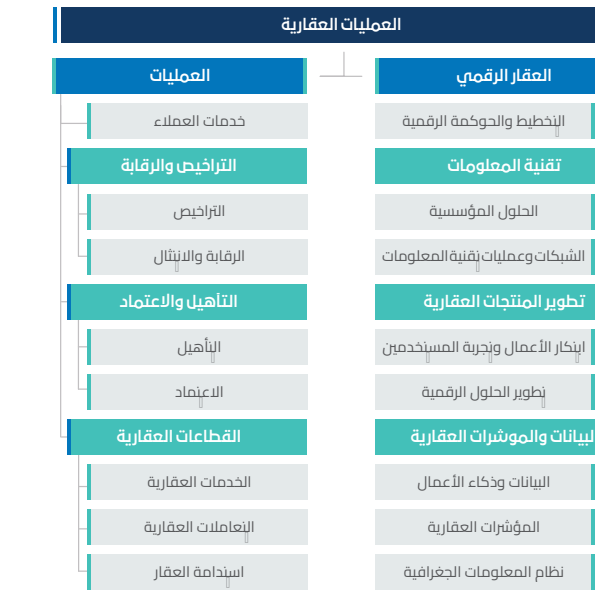 العمليات العقارية
العقار الرقمي
التخطيط والحوكمة الرقمية
تقنية المعلومات
الحلول المؤسسية
الشبكات وعمليات تقنية المعلومات
تطوير المنتجات العقارية
ابتكار الأعمال وتجربة المستخدمين
تطوير الحلول الرقمية
البيانات والموشرات العقارية
البيانات وذكاء الأعمال
المؤشرات العقارية
نظام المعلومات الجغرافية
العمليات
خدمات العملاء
التراخيص والرقابة
التراخيص
الرقابة والامتثال
التأهيل والاعتماد
التأهيل
الاعتماد
القطاعات العقارية
الخدمات العقارية
التعاملات العقارية
استدامة العقار